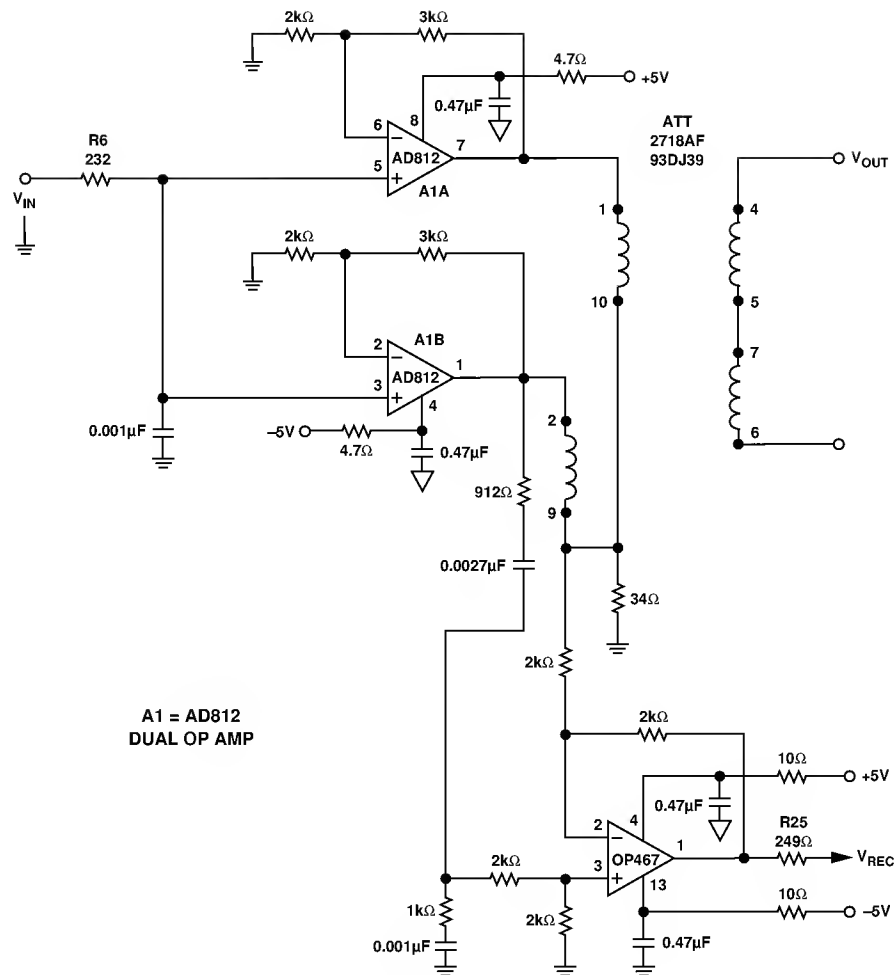 2kΩ
3kΩ
4.7Ω
+5V
0.47µF
8
6
–
AD812
7
5
+
A1A
ATT
2718AF
93DJ39
R6
232
V_IN
V_OUT
1
10
4
5
7
6
2kΩ
3kΩ
A1B
2
–
AD812
1
3
+
4
0.001µF
–5V
4.7Ω
0.47µF
2
9
912Ω
0.0027µF
34Ω
2kΩ
A1 = AD812
DUAL OP AMP
2kΩ
10Ω
+5V
0.47µF
4
2
–
OP467
1
3
+
13
R25
249Ω
V_REC
10Ω
–5V
0.47µF
2kΩ
2kΩ
1kΩ
0.001µF